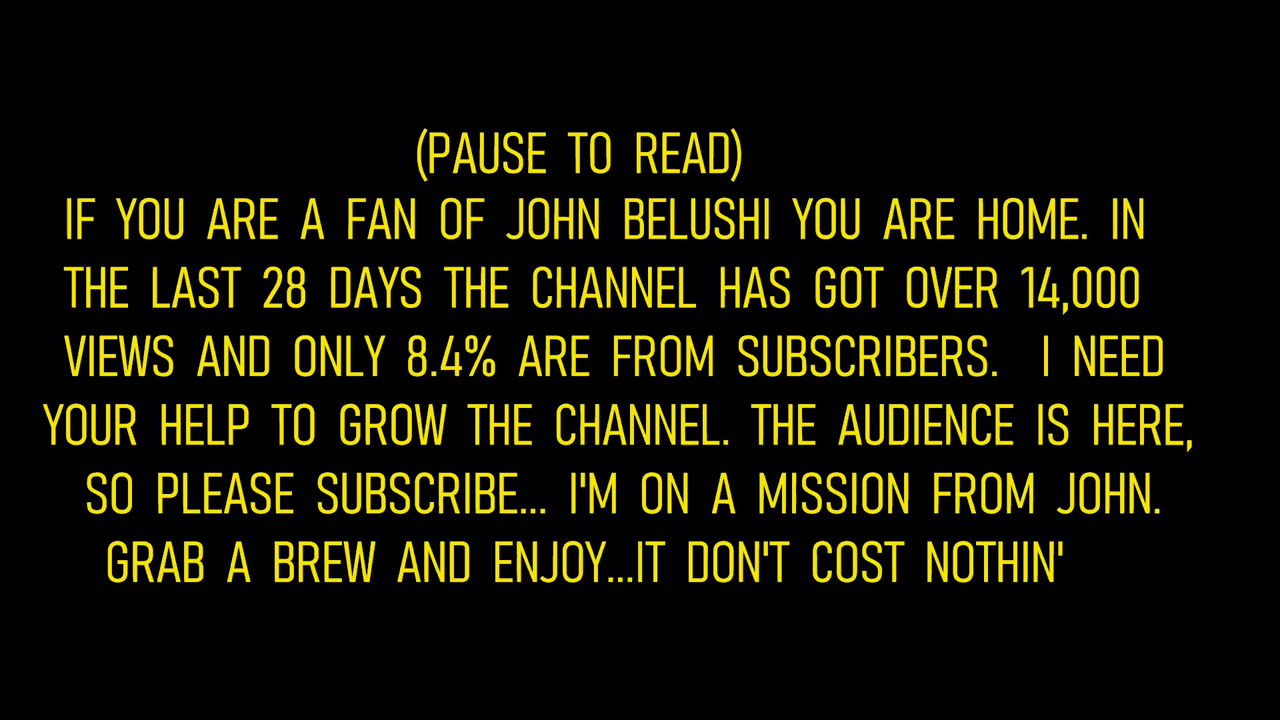 (PAUSE TO READ)
IF YOU ARE A FAN OF JOHN BELUSHI YOU ARE HOME. IN
THE LAST 28 DAYS THE CHANNEL HAS GOT OVER 14,000
VIEWS AND ONLY 8.4% ARE FROM SUBSCRIBERS. I NEED
YOUR HELP TO GROW THE CHANNEL. THE AUDIENCE IS HERE,
SO PLEASE SUBSCRIBE... I'M ON A MISSION FROM JOHN.
GRAB A BREW AND ENJOY...IT DON'T COST NOTHIN'